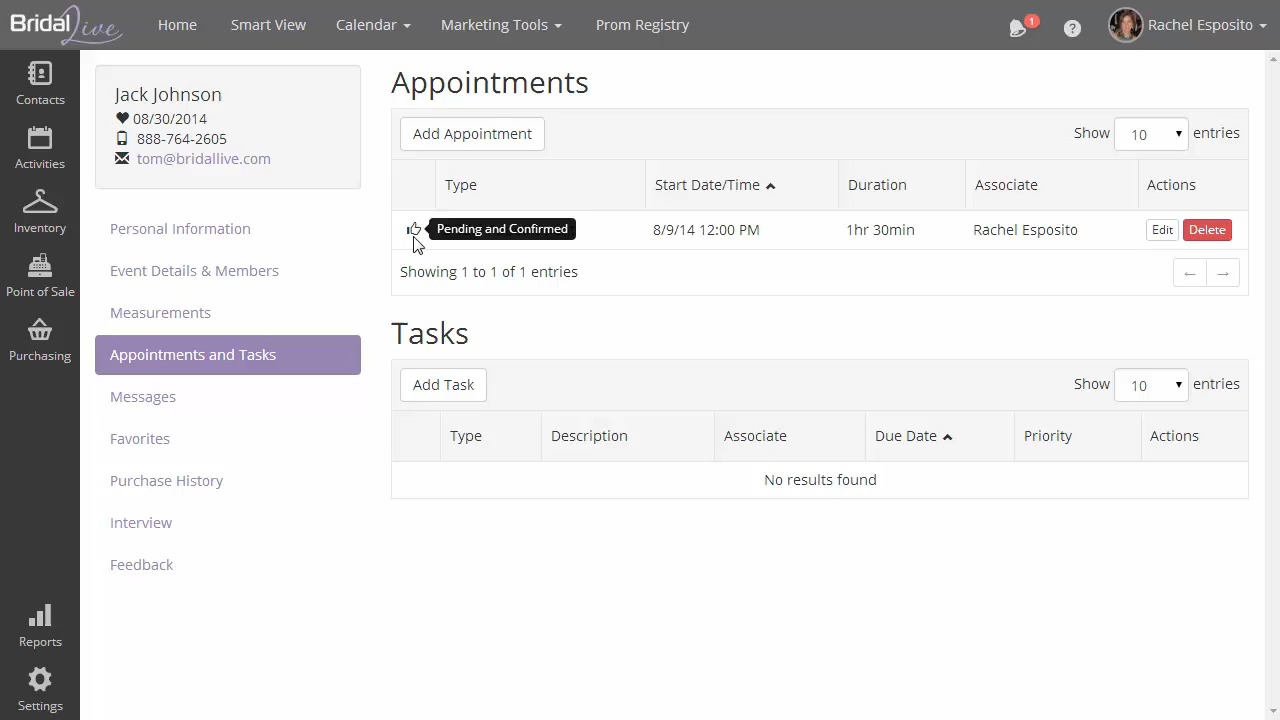 Bridal Live
Home
Smart View
Calendar
Marketing Tools
Prom Registry
1
?
Rachel Esposito
Contacts
Activities
Inventory
Point of Sale
Purchasing
Reports
Settings
Jack Johnson
08/30/2014
888-764-2605
tom@bridallive.com
Personal Information
Event Details & Members
Measurements
Appointments and Tasks
Messages
Favorites
Purchase History
Interview
Feedback
Appointments
Add Appointment
Show 10 entries
Type Start Date/Time Duration Associate Actions
Pending and Confirmed 8/9/14 12:00 PM 1hr 30min Rachel Esposito Edit Delete
Showing 1 to 1 of 1 entries
← →
Tasks
Add Task
Show 10 entries
Type Description Associate Due Date Priority Actions
No results found